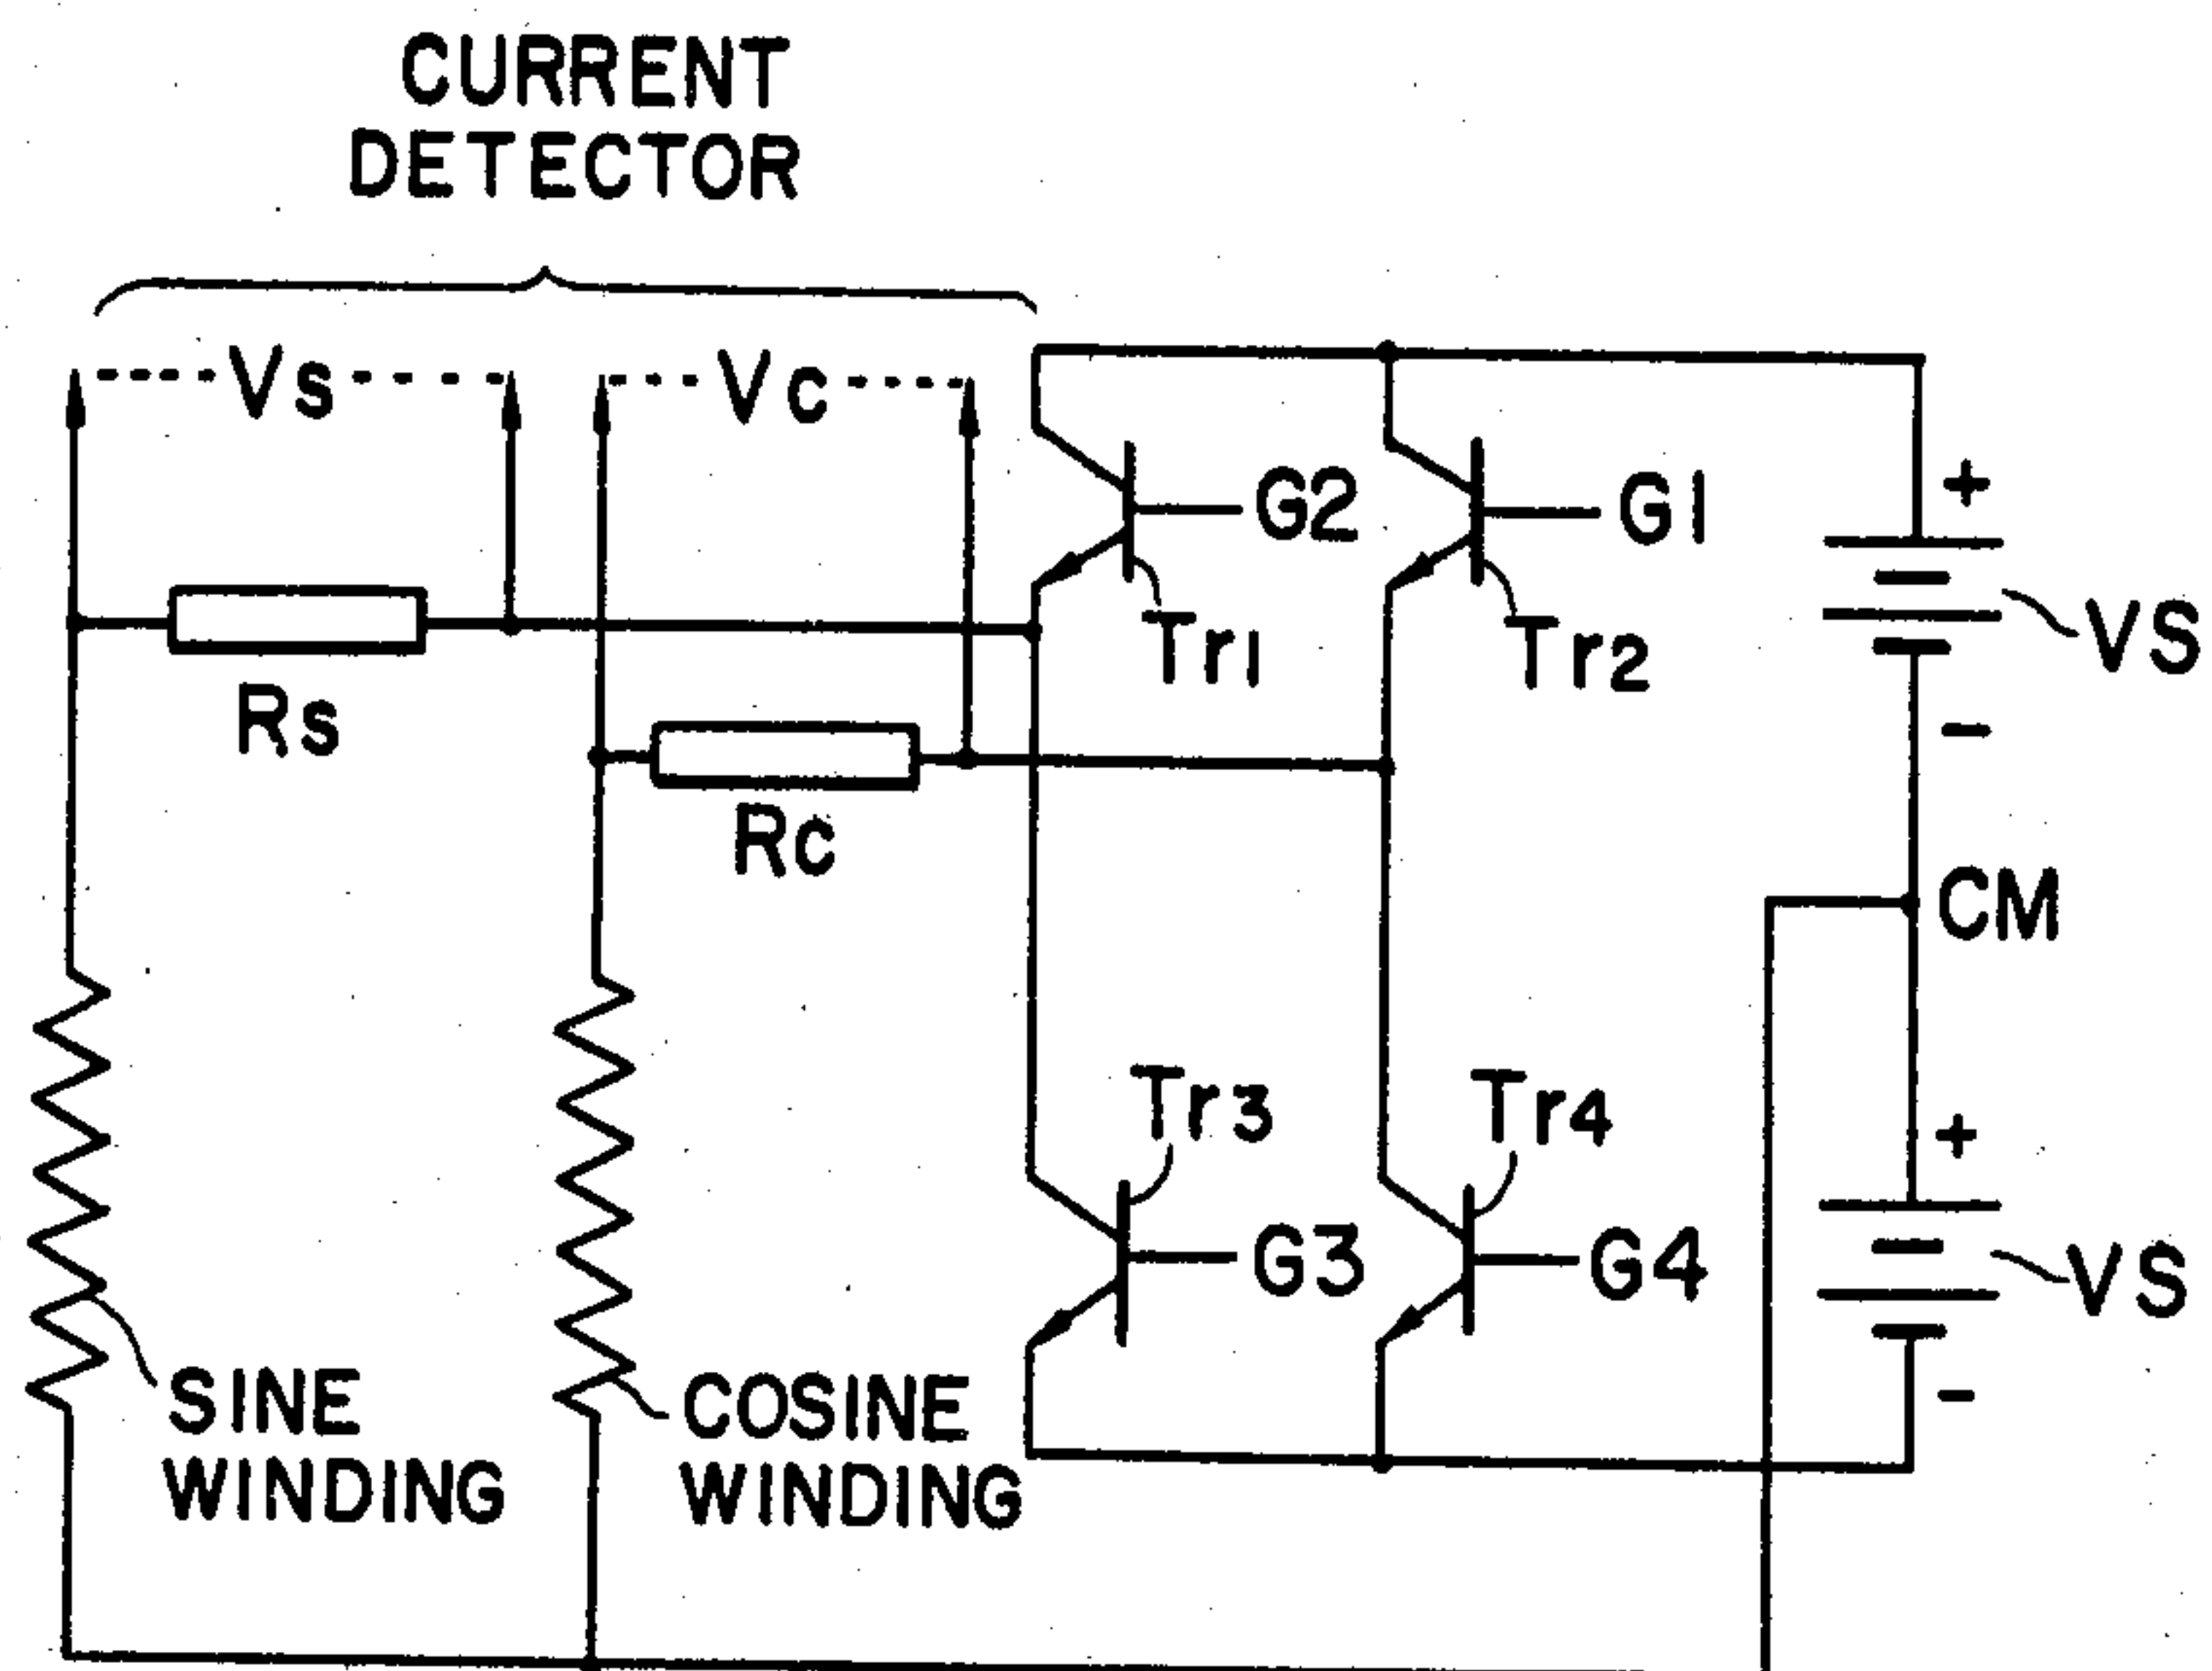 CURRENT
DETECTOR
Vs
Vc
G2
G1
+
Tr1
Tr2
VS
Rs
-
Rc
CM
Tr3
Tr4
+
G3
G4
VS
-
SINE
WINDING
COSINE
WINDING